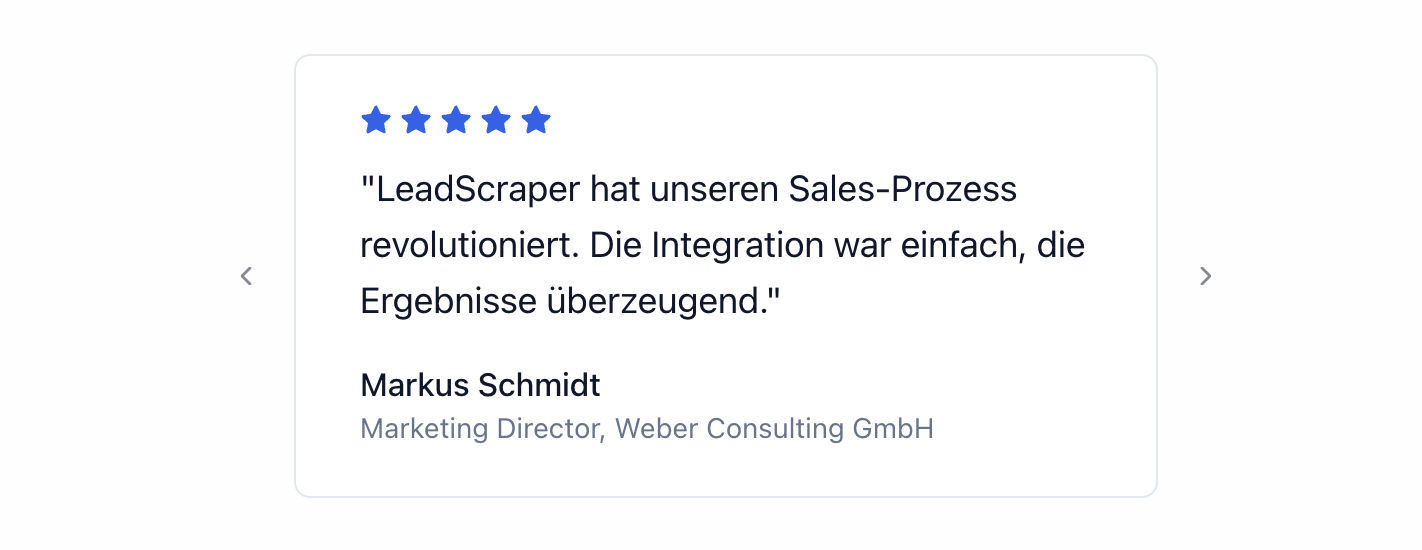 "LeadScraper hat unseren Sales-Prozess
revolutioniert. Die Integration war einfach, die
Ergebnisse überzeugend."
Markus Schmidt
Marketing Director, Weber Consulting GmbH